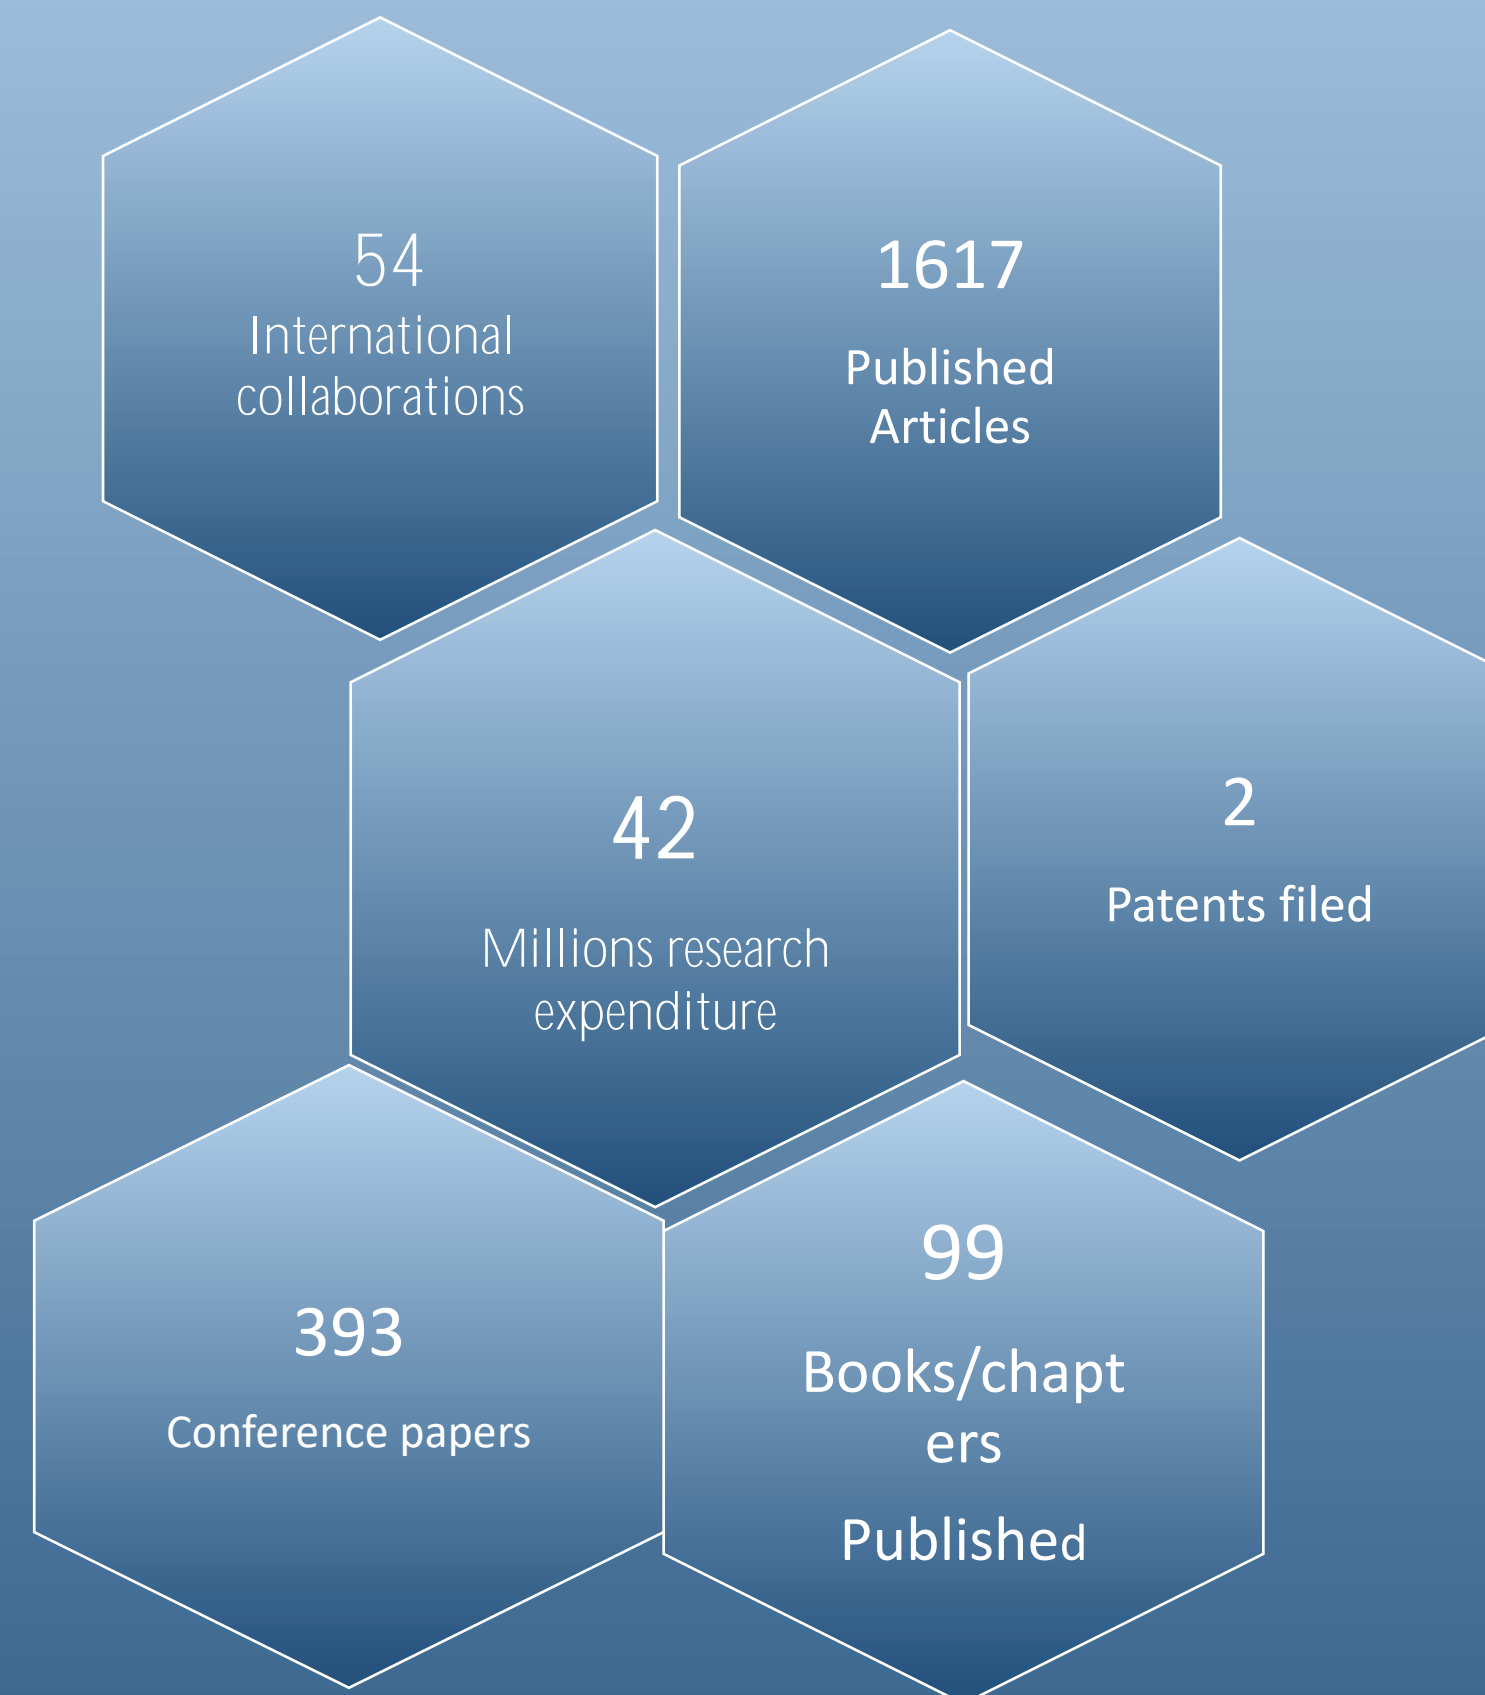 54
International
collaborations
1617
Published
Articles
42
Millions research
expenditure
2
Patents filed
393
Conference papers
99
Books/chapt
ers
Published